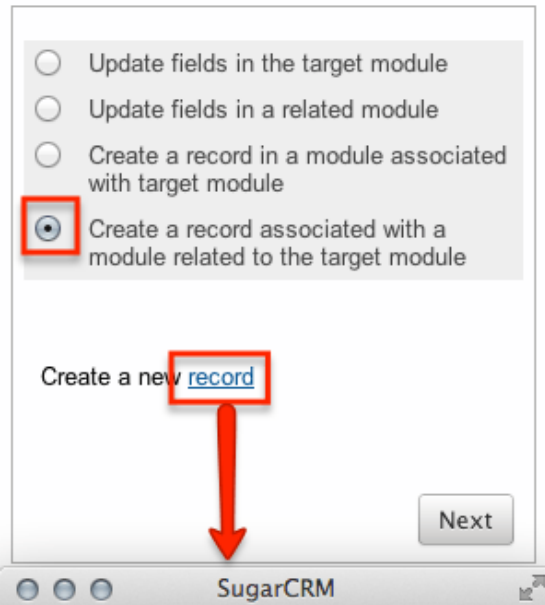 Update fields in the target module
Update fields in a related module
Create a record in a module associated
with target module
Create a record associated with a
module related to the target module
Create a new record
Next
SugarCRM